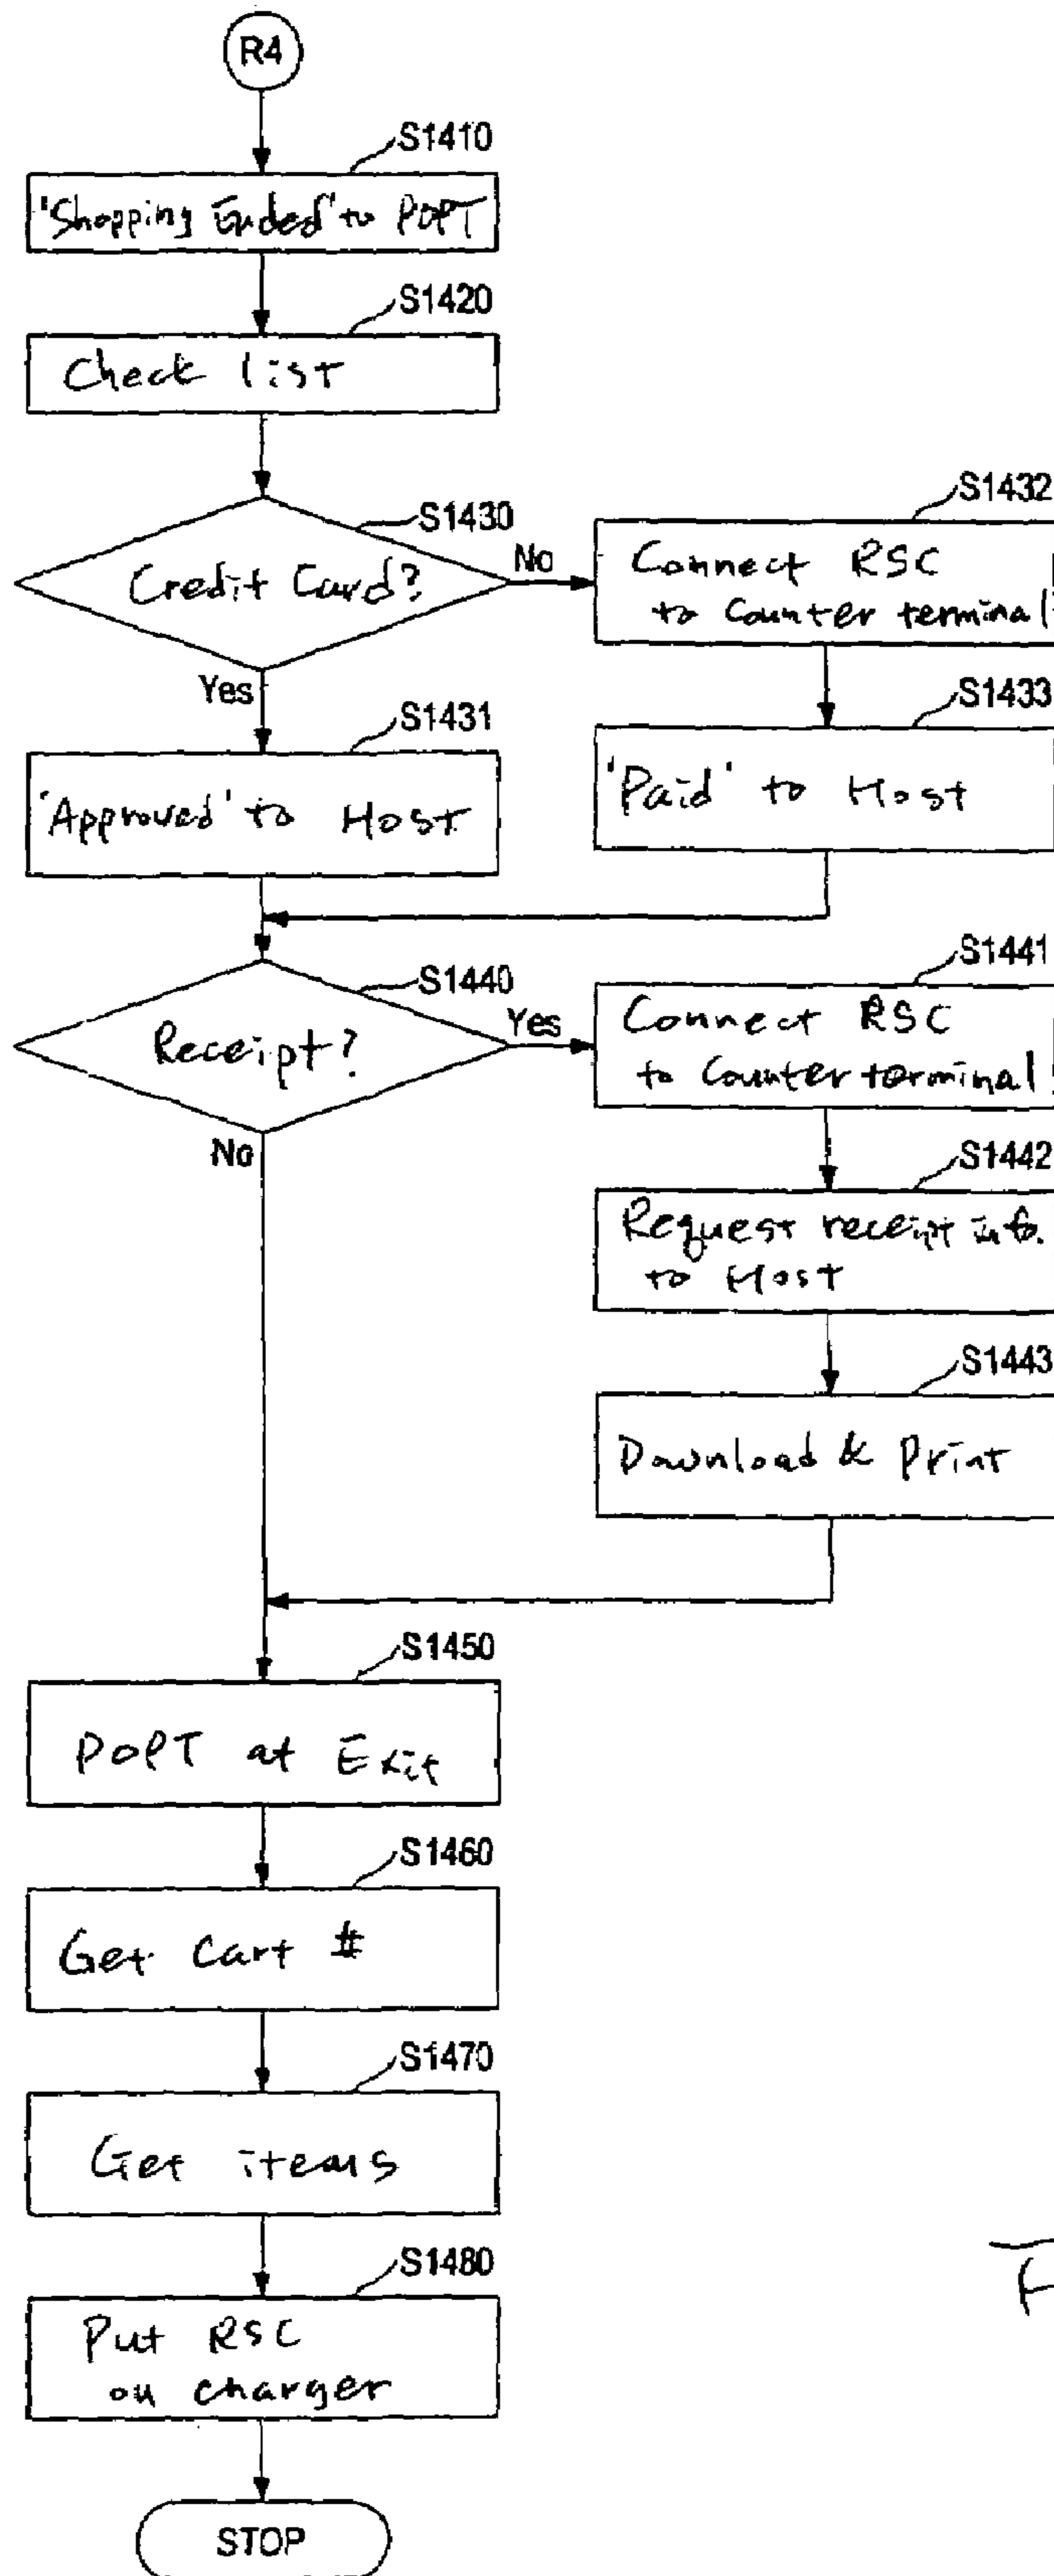 R4
S1410
'Shopping Ended' to POPT
S1420
Check list
S1430
Credit Card?
No
Yes
S1432
Connect RSC
to Counter terminal
S1431
'Approved' to Host
S1433
'Paid' to Host
S1440
Receipt?
Yes
No
S1441
Connect RSC
to Counter terminal
S1442
Request receipt info.
to Host
S1443
Download & Print
S1450
POPT at Exit
S1460
Get Cart #
S1470
Get items
S1480
Put RSC
on charger
STOP